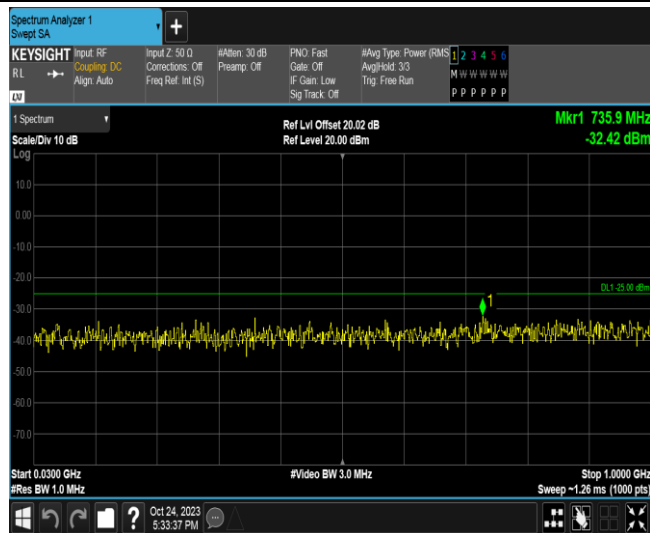 Spectrum Analyzer 1
Swept SA
+
KEYSIGHT Input: RF Input Z: 50 Ω #Atten: 30 dB PNO: Fast #Avg Type: Power (RMS 1 2 3 4 5 6
RL Coupling: DC Corrections: Off Preamp: Off Gate: Off Avg|Hold: 3/3 M W W W W W
Align: Auto Freq Ref: Int (S) IF Gain: Low Trig: Free Run
LXI Sig Track: Off P P P P P P
1 Spectrum Ref Lvl Offset 20.02 dB Mkr1 735.9 MHz
Scale/Div 10 dB Ref Level 20.00 dBm -32.42 dBm
Log
10.0
0.00
-10.0
-20.0
DL1 -25.00 dBm
1
-30.0
-40.0
-50.0
-60.0
-70.0
Start 0.0300 GHz #Video BW 3.0 MHz Stop 1.0000 GHz
#Res BW 1.0 MHz Sweep ~1.26 ms (1000 pts)
? Oct 24, 2023
5:33:37 PM